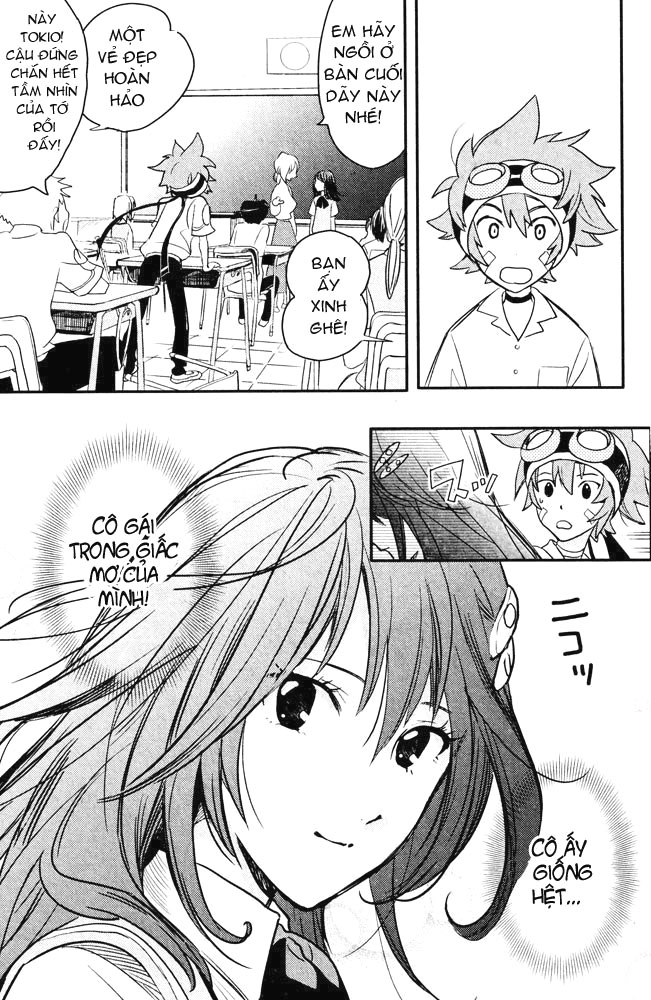 EM HÃY
NGỒI Ở
BÀN CUỐI
DÃY NÀY
NHÉ!
MỘT
VẺ ĐẸP
HOÀN
HẢO
NÀY
TOKIO!
CẬU ĐỨNG
CHẮN HẾT
TẦM NHÌN
CỦA TỚ
RỒI
ĐẤY!
BẠN
ẤY
XINH
GHÊ!
スッ
ニコッ
CÔ ẤY
GIỐNG
HỆT...
CÔ GÁI
TRONG GIẤC
MƠ CỦA
MÌNH!